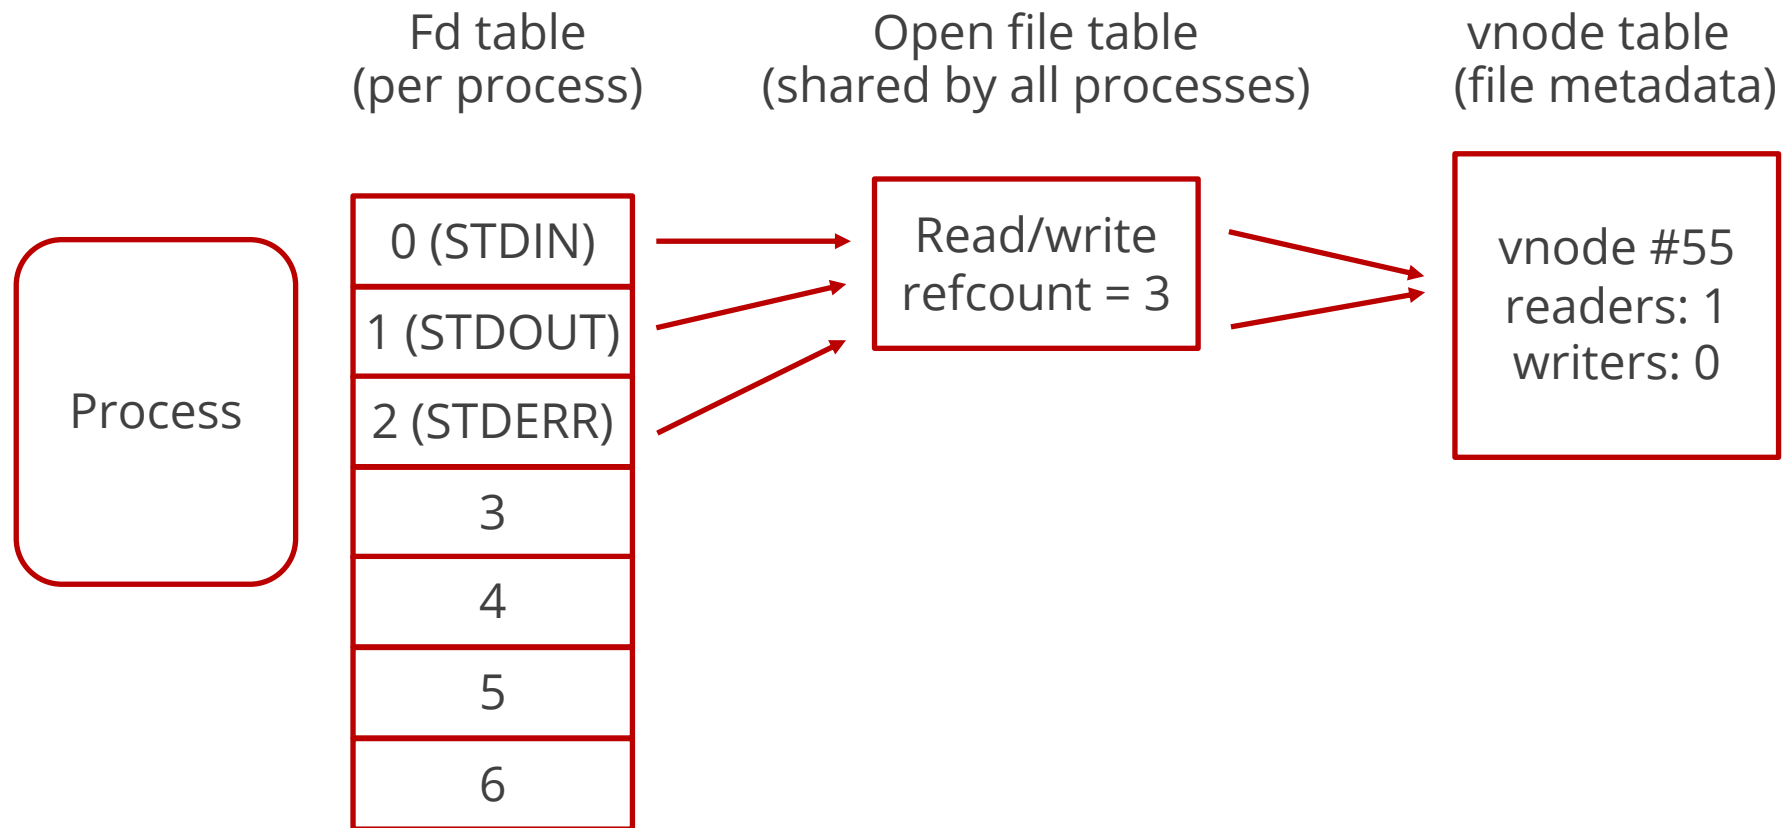 Fd table
(per process)
Open file table
(shared by all processes)
vnode table
(file metadata)
Process
0 (STDIN)
1 (STDOUT)
2 (STDERR)
3
4
5
6
Read/write
refcount = 3
vnode #55
readers: 1
writers: 0